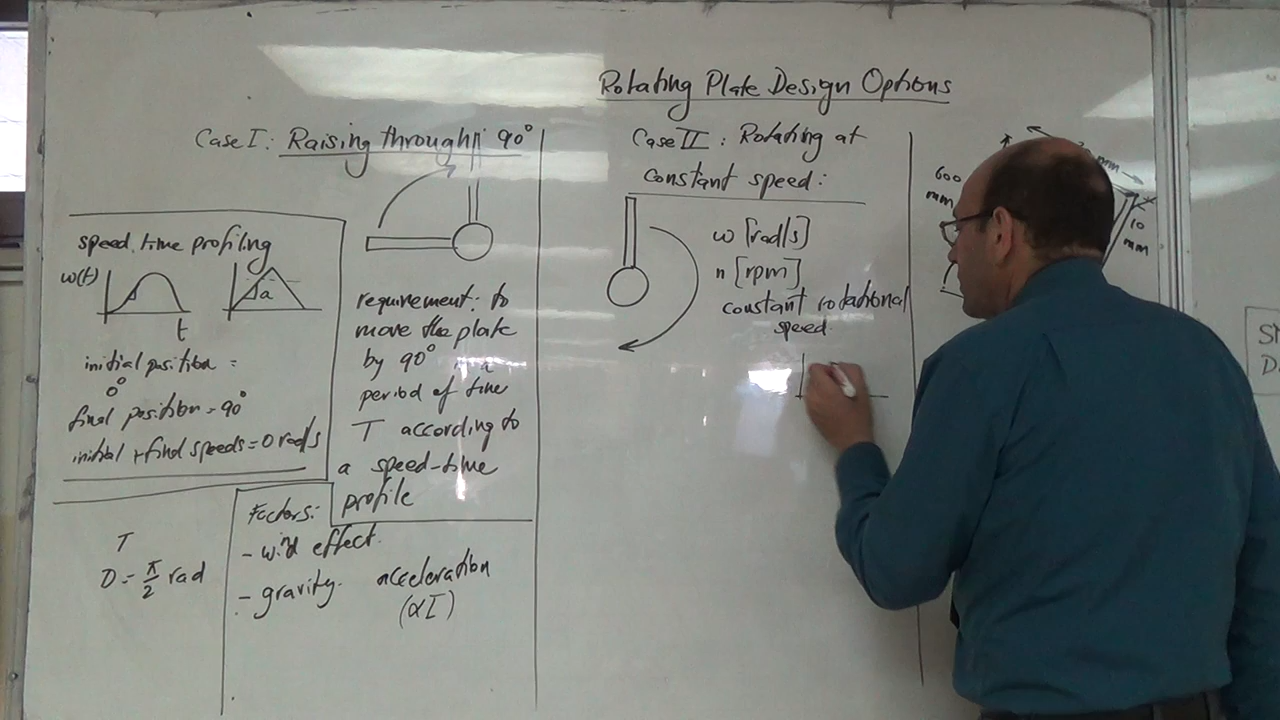 Rotating Plate Design Options
Case I: Raising through 90°
speed time profiling
ω(t)
t
a
initial position =
0°
final position = 90°
initial + final speeds = 0 rad/s
requirement: to
move the plate
by 90° in a
period of time
T according to
a speed-time
profile
T
D = π/2 rad
Factors:
- wind effect.
- gravity.
acceleration
(αI)
Case II: Rotating at
constant speed:
ω [rad/s]
n [rpm]
constant rotational
speed
600
mm
mm
10
mm